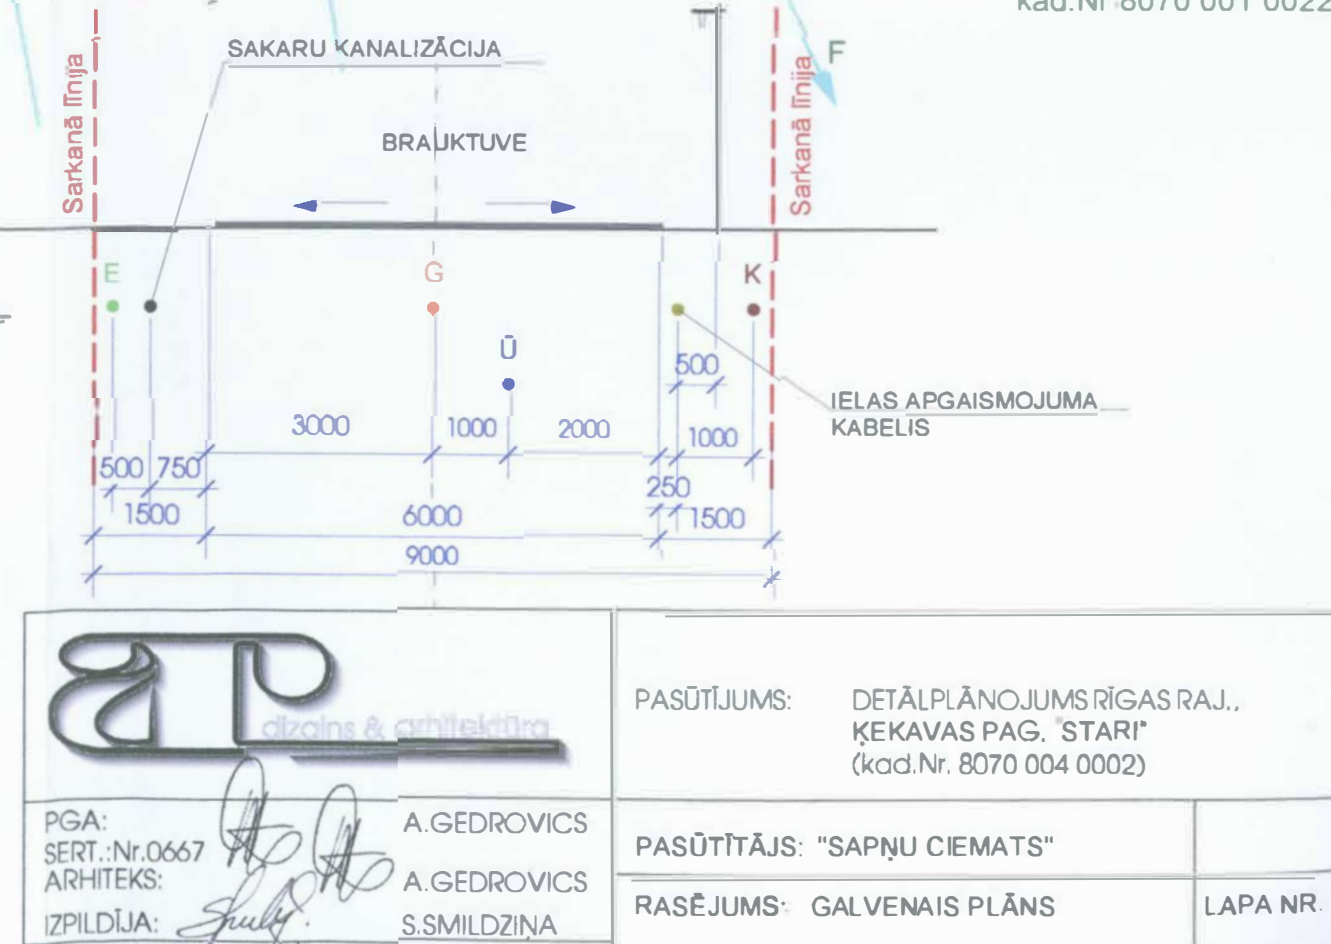 kad.Nr 8070 001 0022
SAKARU KANALIZĀCIJA
Sarkanā līnija
F
Sarkanā līnija
BRAUKTUVE
E
G
K
Ū
500
3000
1000
2000
1000
IELAS APGAISMOJUMA
KABELIS
500
750
250
1500
6000
1500
9000
dizains & arhitektūra
PASŪTĪJUMS: DETĀLPLĀNOJUMS RĪGAS RAJ.,
ĶEKAVAS PAG. "STARI"
(kad.Nr. 8070 004 0002)
PGA: A.GEDROVICS
SERT.:Nr.0667
ARHITEKS: A.GEDROVICS
IZPILDĪJA: S.SMILDZIŅA
PASŪTĪTĀJS: "SAPŅU CIEMATS"
RASĒJUMS: GALVENAIS PLĀNS
LAPA NR.